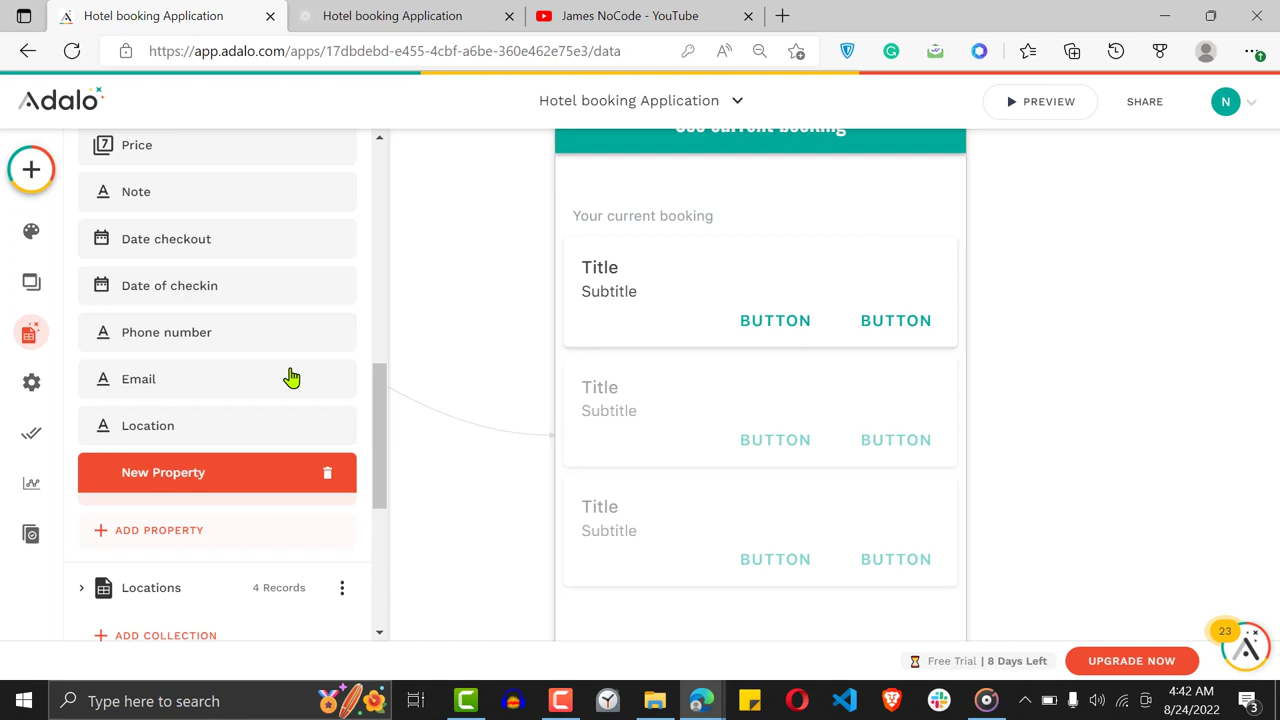 Hotel booking Application
Hotel booking Application
James NoCode - YouTube
https://app.adalo.com/apps/17dbdebd-e455-4cbf-a6be-360e462e75e3/data
Adalo
Hotel booking Application
PREVIEW
SHARE
N
Price
Note
Date checkout
Date of checkin
Phone number
Email
Location
New Property
ADD PROPERTY
Locations
4 Records
ADD COLLECTION
See current booking
Your current booking
Title
Subtitle
BUTTON BUTTON
Title
Subtitle
BUTTON BUTTON
Title
Subtitle
BUTTON BUTTON
23
Free Trial | 8 Days Left
UPGRADE NOW
Type here to search
4:42 AM
8/24/2022
3